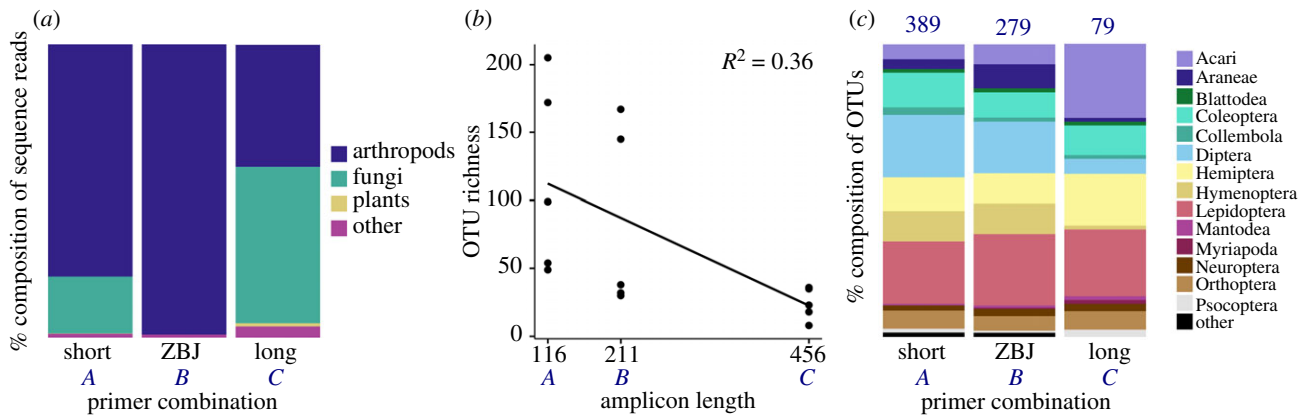 (a)
% composition of sequence reads
short ZBJ long
A B C
primer combination
arthropods
fungi
plants
other
(b)
R² = 0.36
OTU richness
200
150
100
50
0
116 211 456
A B C
amplicon length
(c)
389 279 79
% composition of OTUs
short ZBJ long
A B C
primer combination
Acari
Araneae
Blattodea
Coleoptera
Collembola
Diptera
Hemiptera
Hymenoptera
Lepidoptera
Mantodea
Myriapoda
Neuroptera
Orthoptera
Psocoptera
other